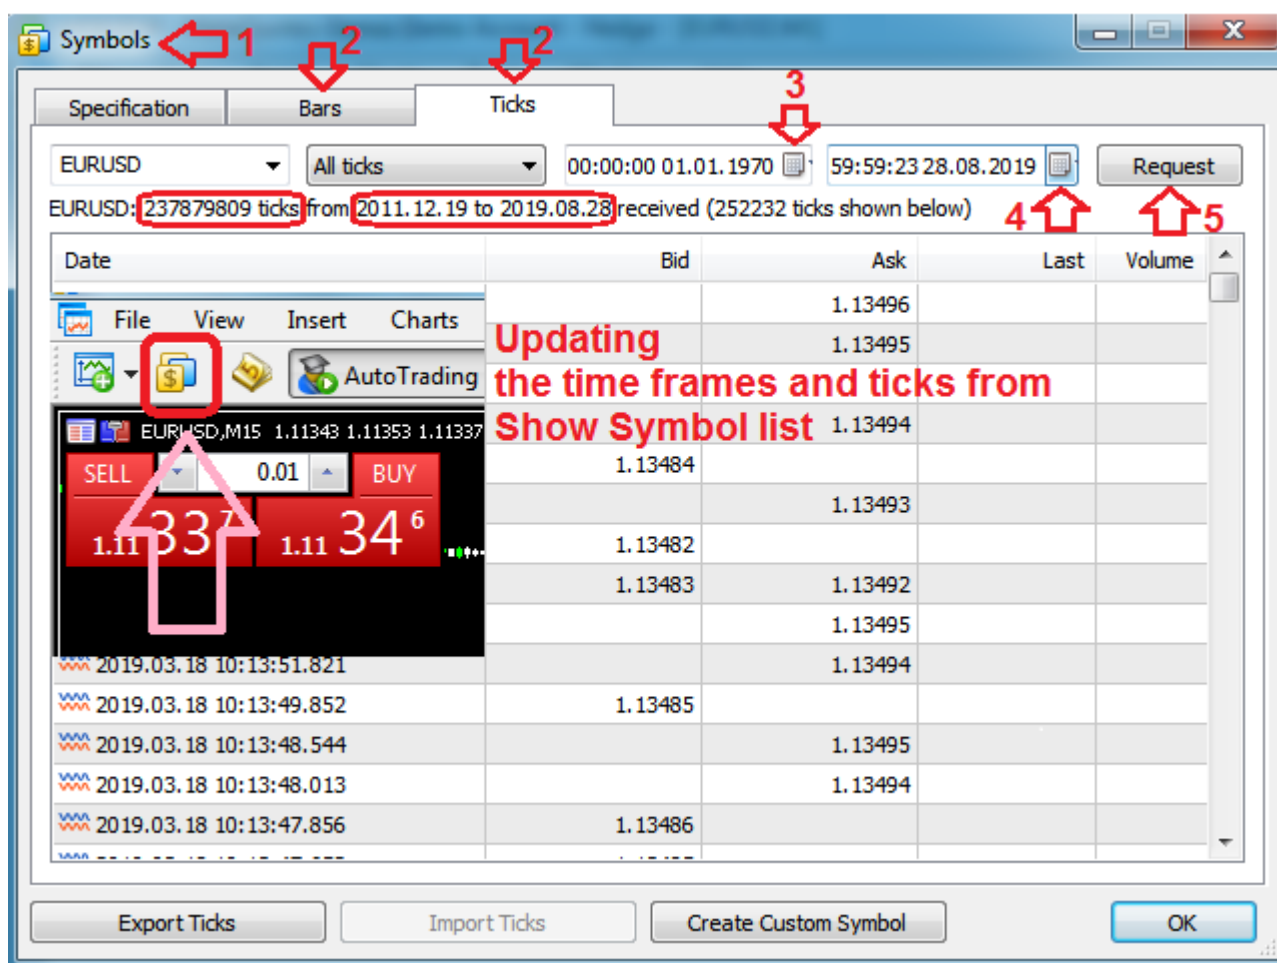 Symbols 1 2 2
Specification Bars Ticks 3
EURUSD All ticks 00:00:00 01.01.1970 59:59:23 28.08.2019 Request
EURUSD: 237879809 ticks from 2011.12.19 to 2019.08.28 received (252232 ticks shown below) 4 5
Date Bid Ask Last Volume
File View Insert Charts
AutoTrading
EURUSD,M15 1.11343 1.11353 1.11337
SELL 0.01 BUY
1.11 33 7 1.11 34 6
Updating
the time frames and ticks from
Show Symbol list
1.13496
1.13495
1.13494
1.13484
1.13493
1.13482
1.13483 1.13492
1.13495
2019.03.18 10:13:51.821 1.13494
2019.03.18 10:13:49.852 1.13485
2019.03.18 10:13:48.544 1.13495
2019.03.18 10:13:48.013 1.13494
2019.03.18 10:13:47.856 1.13486
Export Ticks Import Ticks Create Custom Symbol OK